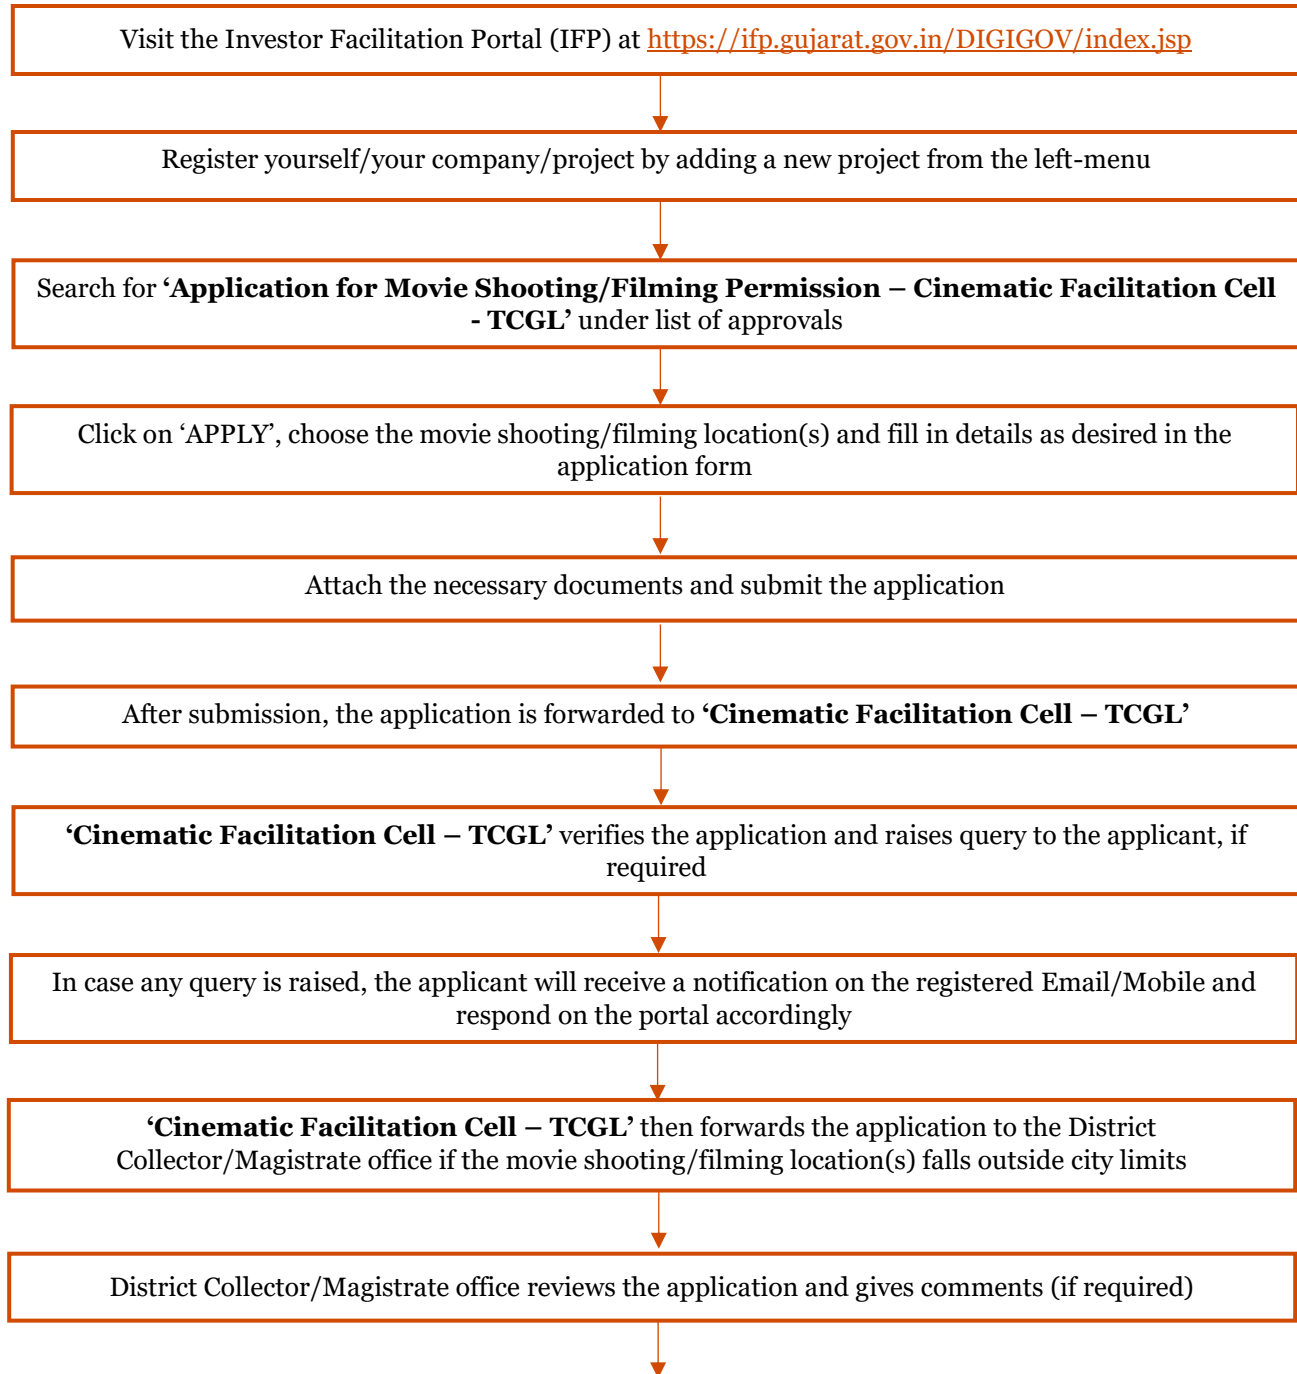 Visit the Investor Facilitation Portal (IFP) at https://ifp.gujarat.gov.in/DIGIGOV/index.jsp
Register yourself/your company/project by adding a new project from the left-menu
Search for ‘Application for Movie Shooting/Filming Permission – Cinematic Facilitation Cell
- TCGL’ under list of approvals
Click on ‘APPLY’, choose the movie shooting/filming location(s) and fill in details as desired in the
application form
Attach the necessary documents and submit the application
After submission, the application is forwarded to ‘Cinematic Facilitation Cell – TCGL’
‘Cinematic Facilitation Cell – TCGL’ verifies the application and raises query to the applicant, if
required
In case any query is raised, the applicant will receive a notification on the registered Email/Mobile and
respond on the portal accordingly
‘Cinematic Facilitation Cell – TCGL’ then forwards the application to the District
Collector/Magistrate office if the movie shooting/filming location(s) falls outside city limits
District Collector/Magistrate office reviews the application and gives comments (if required)